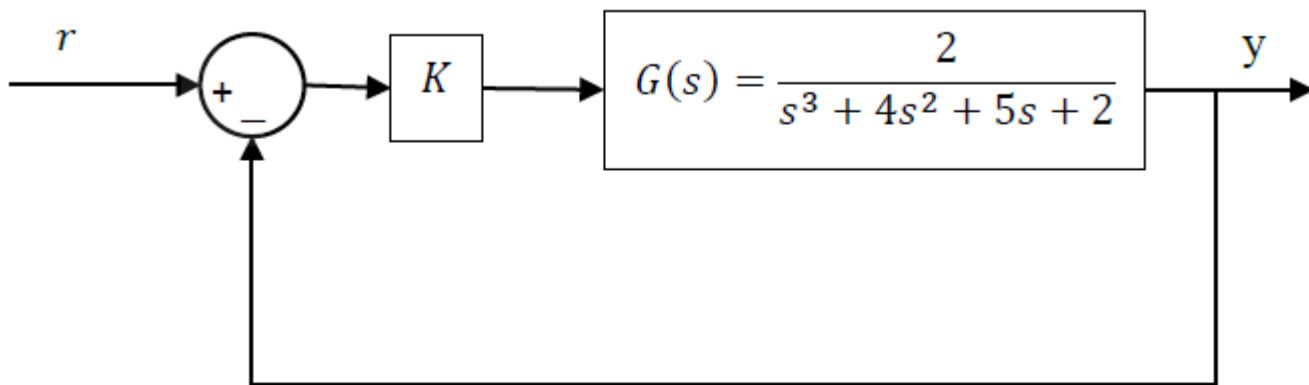 r
+
−
K
G(s) = 2 / (s³ + 4s² + 5s + 2)
y